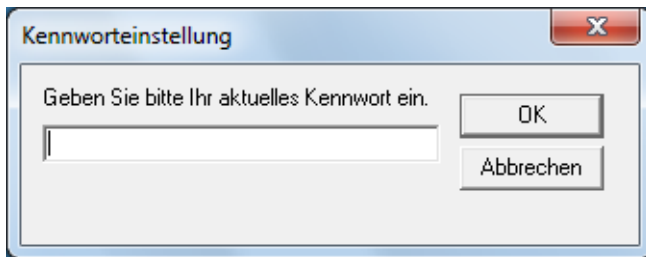 Kennworteinstellung
Geben Sie bitte Ihr aktuelles Kennwort ein.
OK
Abbrechen